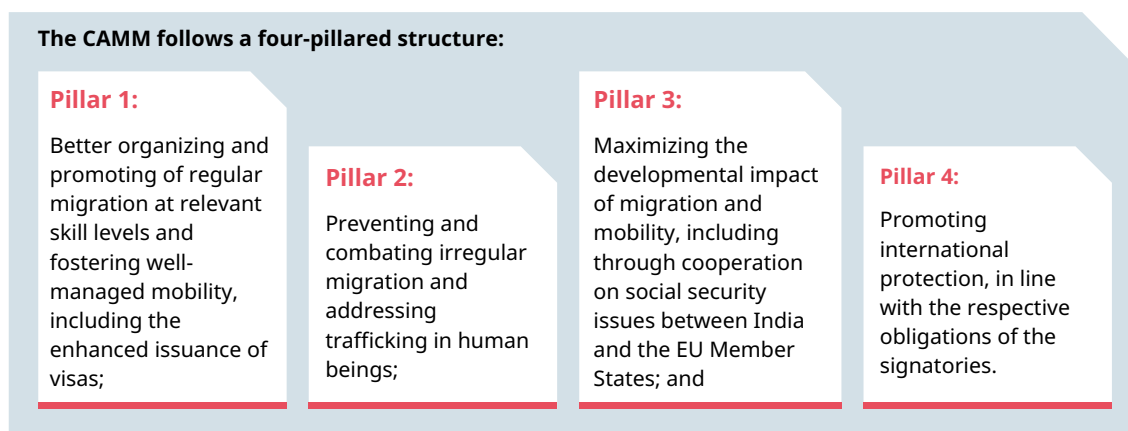 The CAMM follows a four-pillared structure:
Pillar 1:
Better organizing and
promoting of regular
migration at relevant
skill levels and
fostering well-
managed mobility,
including the
enhanced issuance of
visas;
Pillar 2:
Preventing and
combating irregular
migration and
addressing
trafficking in human
beings;
Pillar 3:
Maximizing the
developmental impact
of migration and
mobility, including
through cooperation
on social security
issues between India
and the EU Member
States; and
Pillar 4:
Promoting
international
protection, in line
with the respective
obligations of the
signatories.